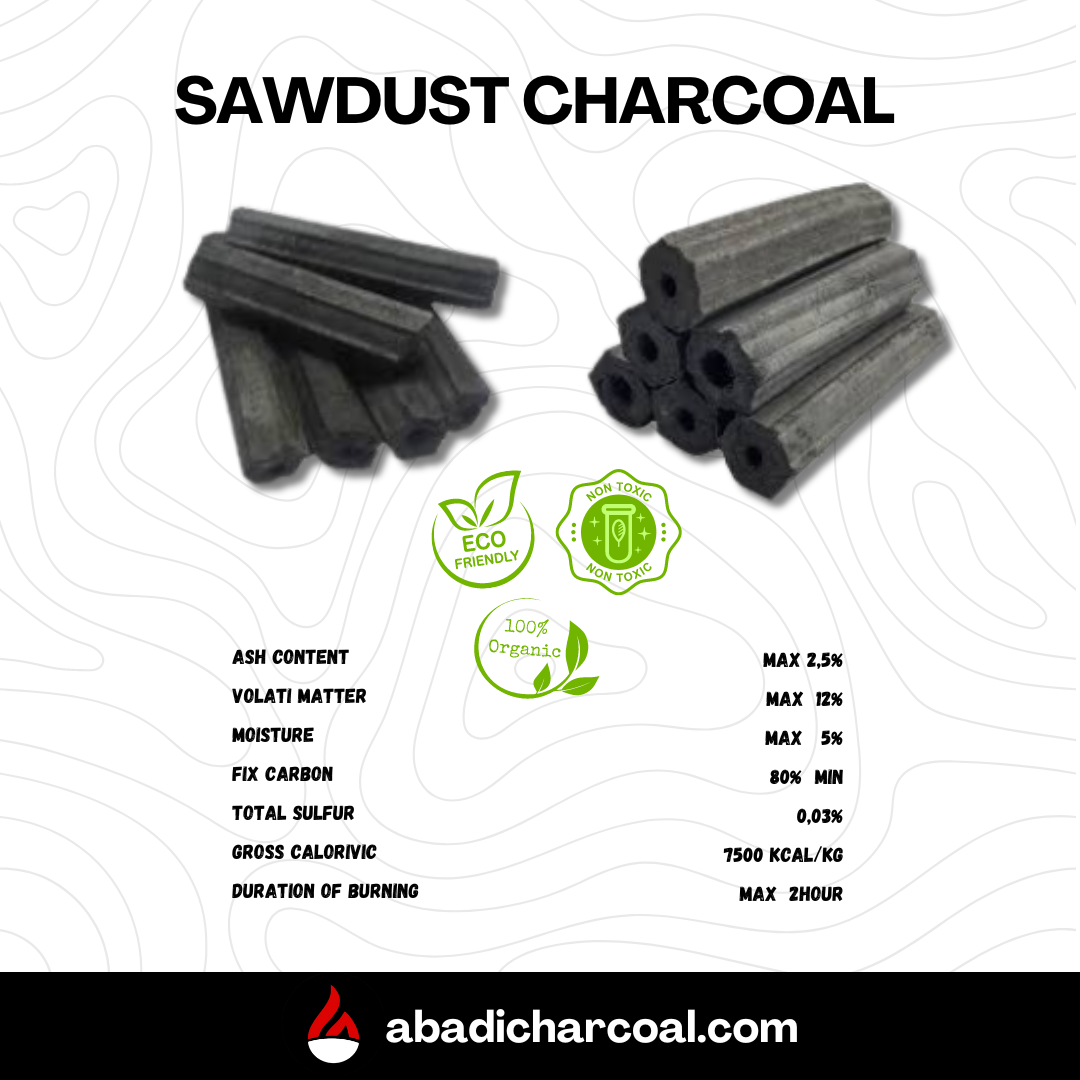 SAWDUST CHARCOAL
ECO
FRIENDLY
NON TOXIC
NON TOXIC
100%
Organic
ASH CONTENT MAX 2,5%
VOLATI MATTER MAX 12%
MOISTURE MAX 5%
FIX CARBON 80% MIN
TOTAL SULFUR 0,03%
GROSS CALORIVIC 7500 KCAL/KG
DURATION OF BURNING MAX 2HOUR
abadicharcoal.com